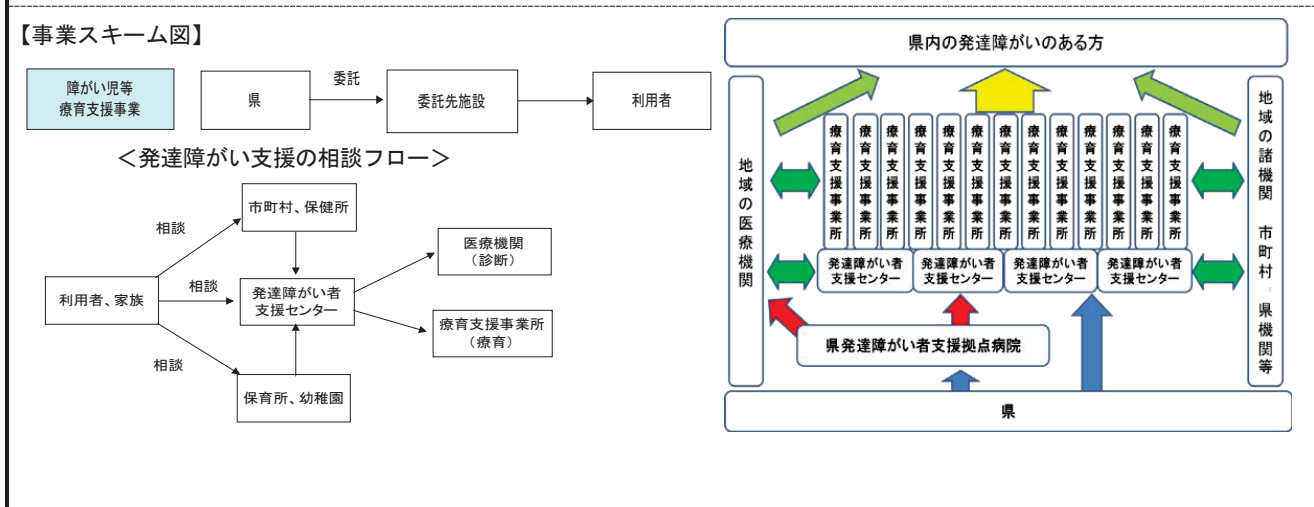 【事業スキーム図】
障がい児等
療育支援事業
県
委託
委託先施設
利用者
＜発達障がい支援の相談フロー＞
市町村、保健所
相談
利用者、家族
相談
発達障がい者
支援センター
医療機関
（診断）
療育支援事業所
（療育）
相談
保育所、幼稚園
県内の発達障がいのある方
地域の医療機関
療育支援事業所
療育支援事業所
療育支援事業所
療育支援事業所
療育支援事業所
療育支援事業所
療育支援事業所
療育支援事業所
療育支援事業所
療育支援事業所
療育支援事業所
療育支援事業所
␣
発達障がい者
支援センター
発達障がい者
支援センター
発達障がい者
支援センター
発達障がい者
支援センター
地域の諸機関　市町村・県機関等
県発達障がい者支援拠点病院
県